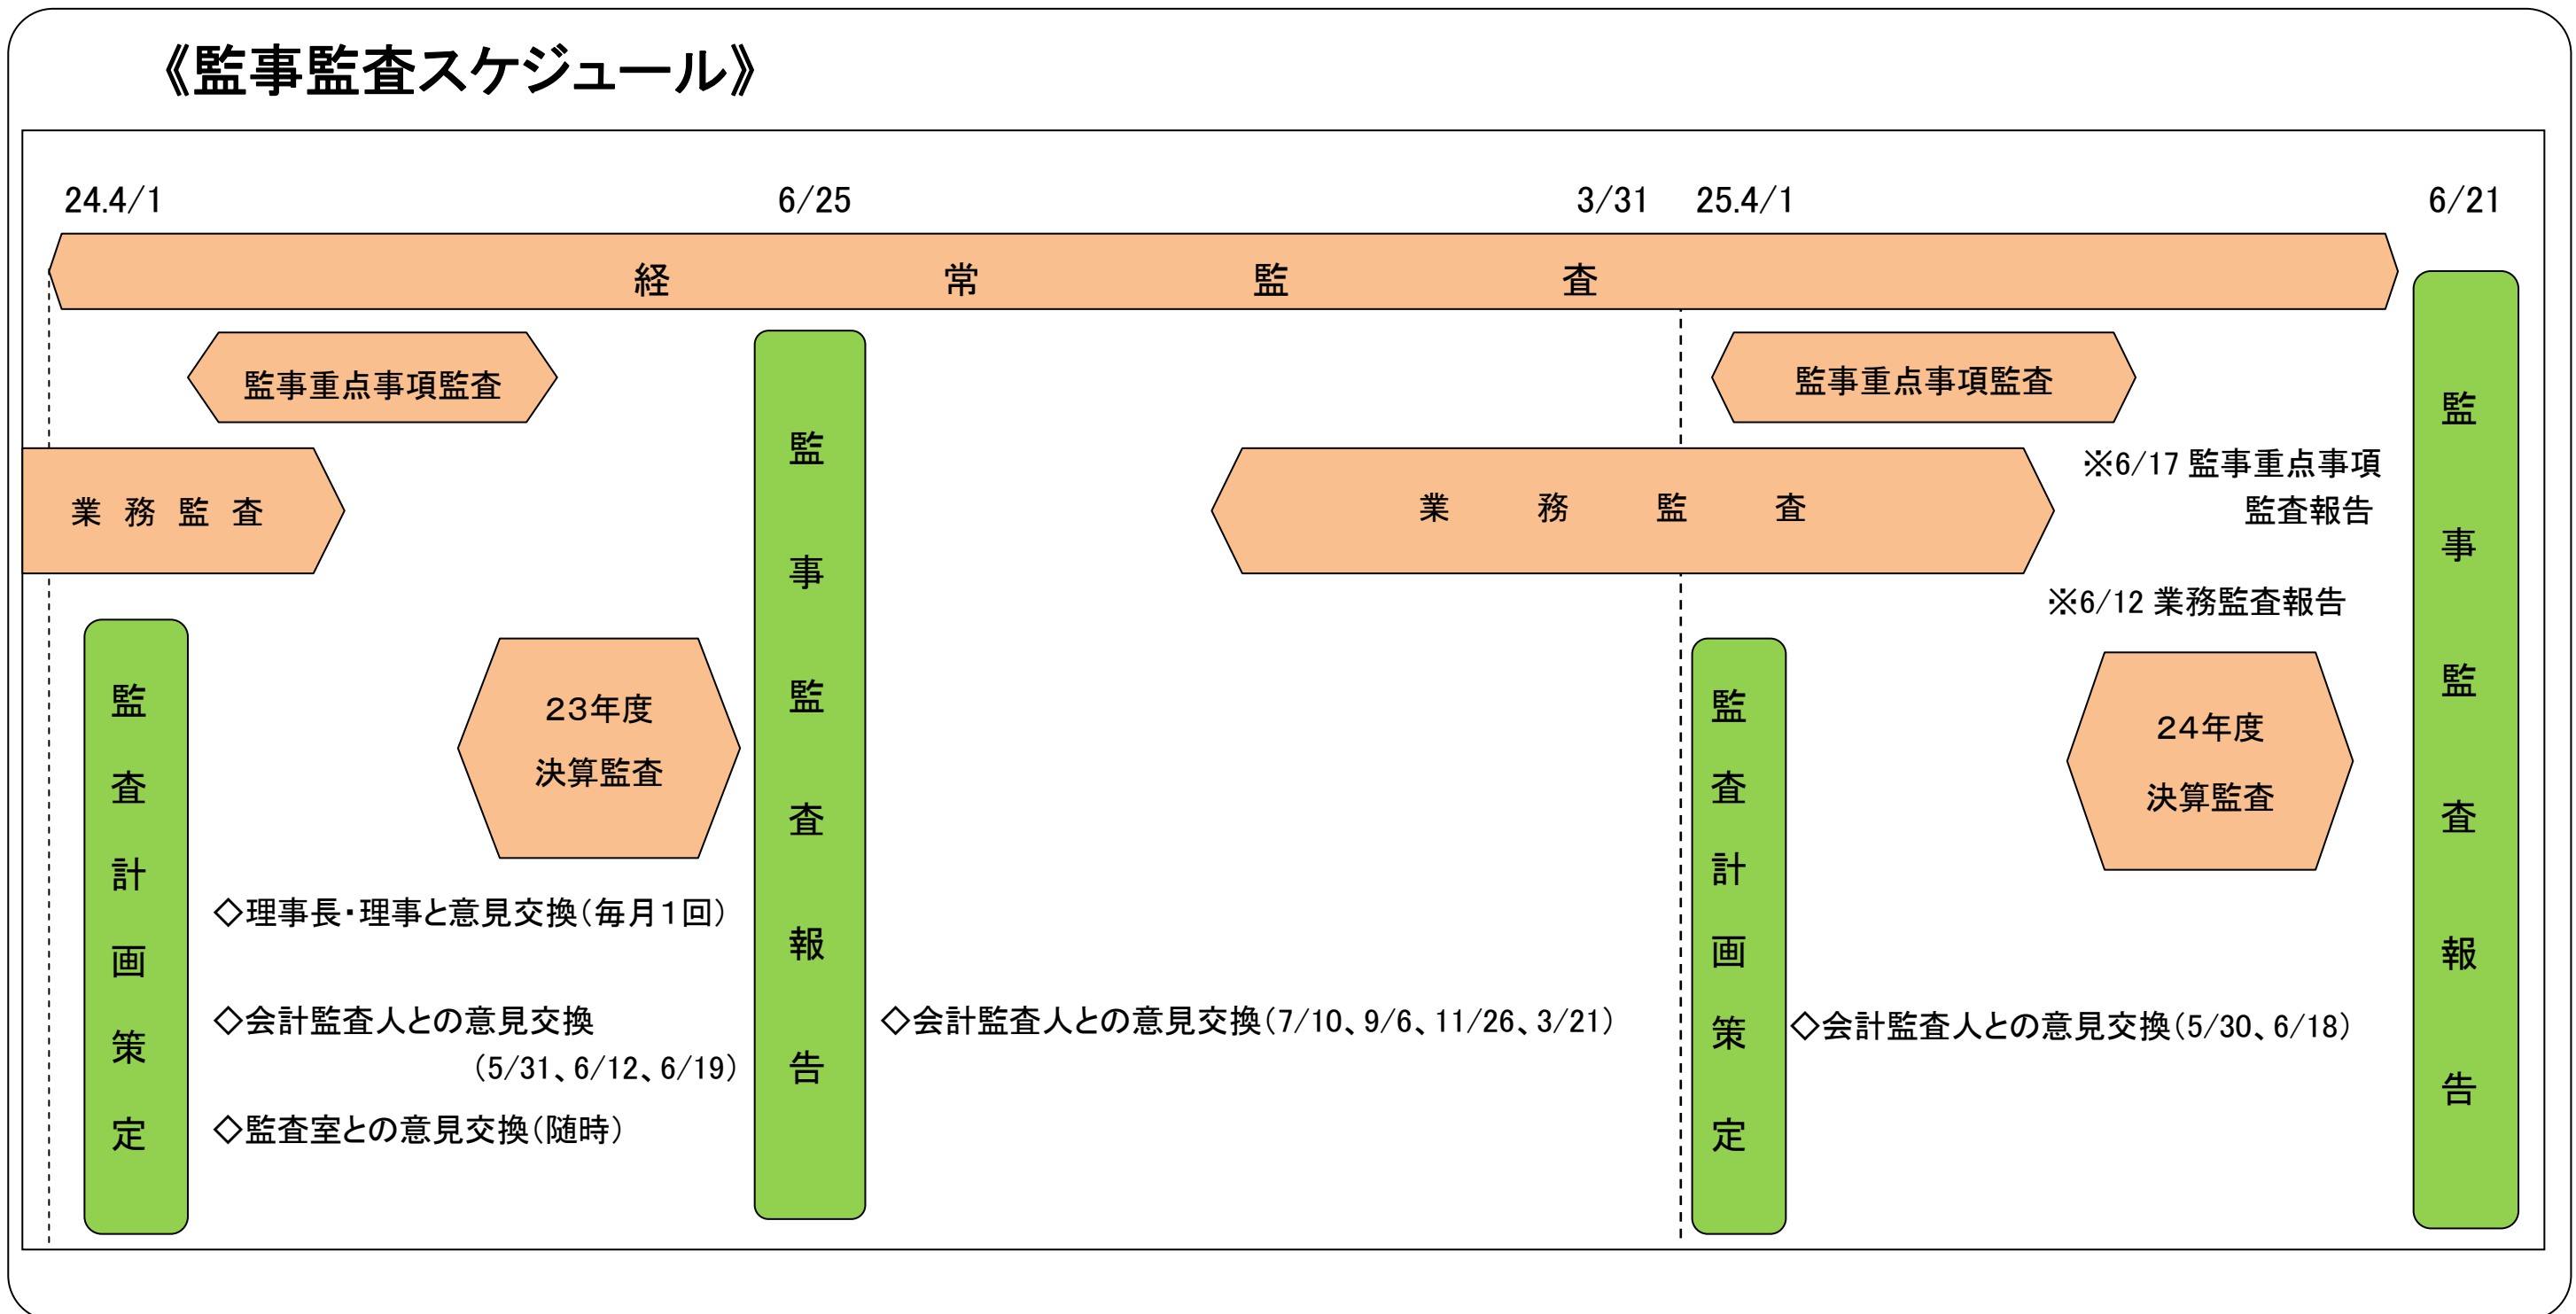 《監事監査スケジュール》
24.4/1
6/25
3/31
25.4/1
6/21
経常監査
監事重点事項監査
監事重点事項監査
業務監査
業務監査
※6/17 監事重点事項
監査報告
※6/12 業務監査報告
監査計画策定
23年度
決算監査
監事監査報告
監査計画策定
24年度
決算監査
監事監査報告
◇理事長・理事と意見交換(毎月1回)
◇会計監査人との意見交換
(5/31、6/12、6/19)
◇監査室との意見交換(随時)
◇会計監査人との意見交換(7/10、9/6、11/26、3/21)
◇会計監査人との意見交換(5/30、6/18)